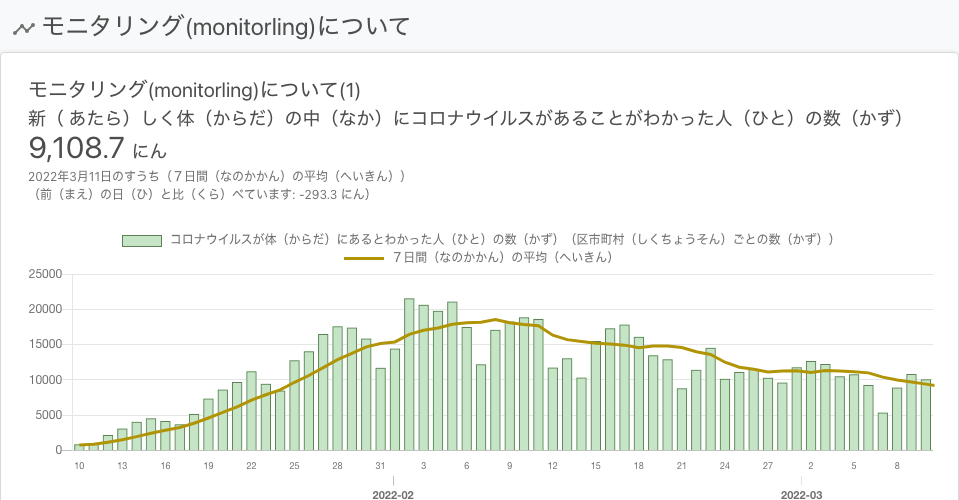 モニタリング(monitorling)について
モニタリング(monitorling)について(1)
新（ あたら）しく体（からだ）の中（なか）にコロナウイルスがあることがわかった人（ひと）の数（かず）
9,108.7 にん
2022年3月11日のすうち（７日間（なのかかん）の平均（へいきん））
（前（まえ）の日（ひ）と比（くら）べています: -293.3 にん）
コロナウイルスが体（からだ）にあるとわかった人（ひと）の数（かず）（区市町村（しくちょうそん）ごとの数（かず））
７日間（なのかかん）の平均（へいきん）
25000
20000
15000
10000
5000
0
10 13 16 19 22 25 28 31 3 6 9 12 15 18 21 24 27 2 5 8
2022-02 2022-03